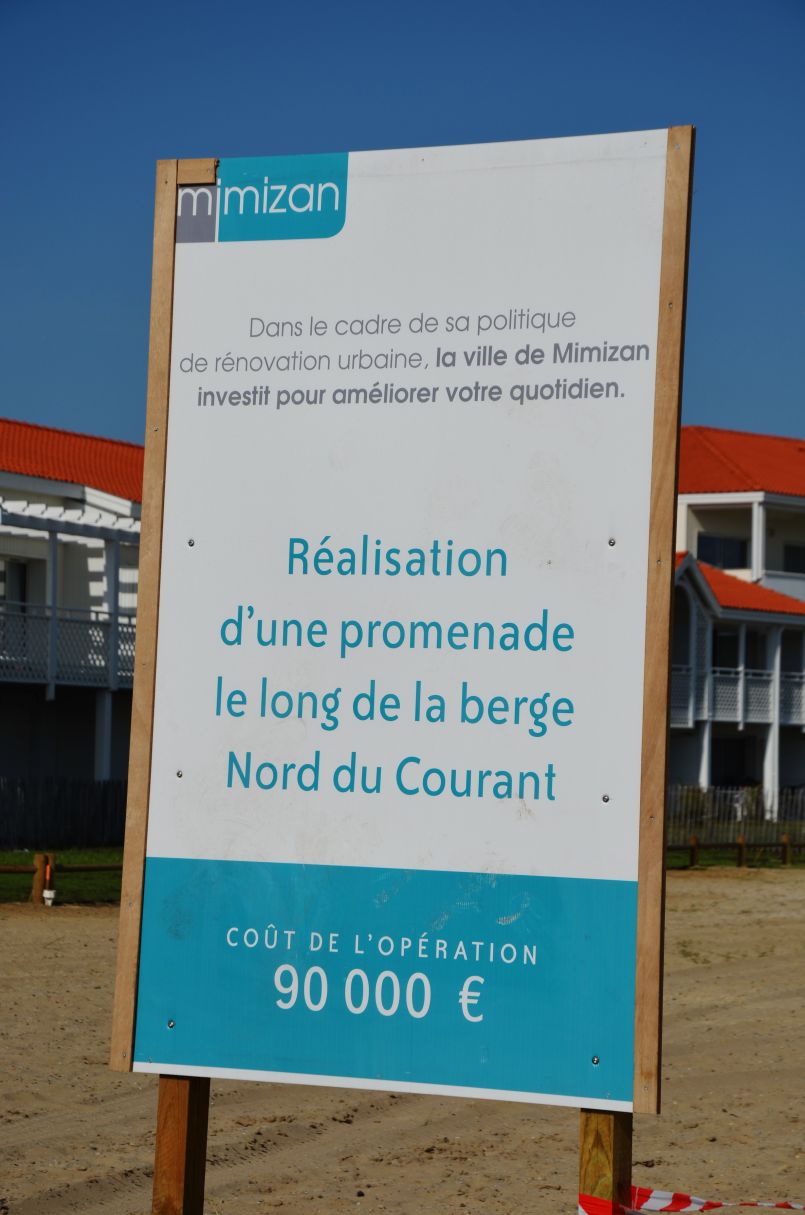 mimizan
Dans le cadre de sa politique
de rénovation urbaine, la ville de Mimizan
investit pour améliorer votre quotidien.
Réalisation
d'une promenade
le long de la berge
Nord du Courant
COÛT DE L'OPÉRATION
90 000 €